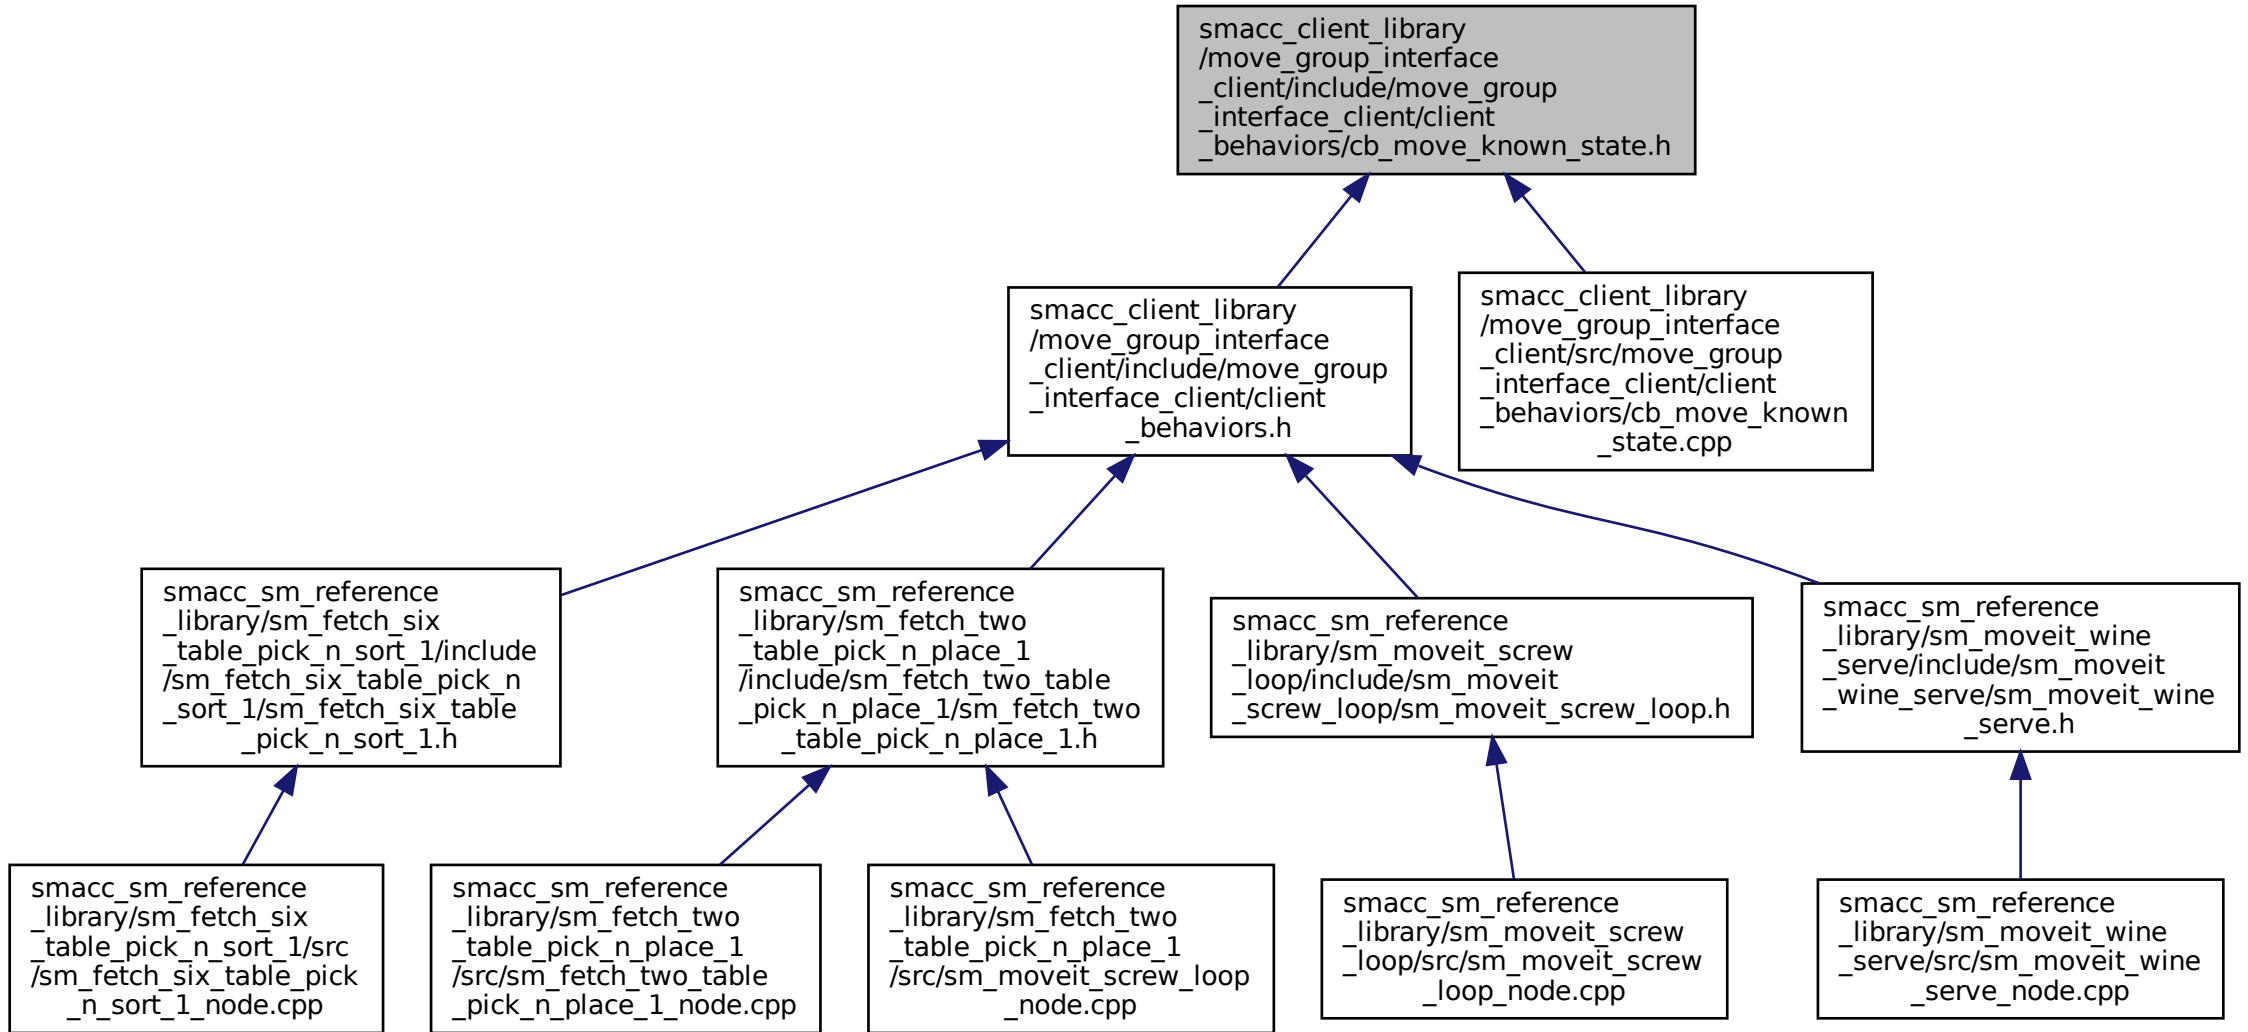 smacc_client_library
/move_group_interface
_client/include/move_group
_interface_client/client
_behaviors/cb_move_known_state.h
smacc_client_library
/move_group_interface
_client/include/move_group
_interface_client/client
_behaviors.h
smacc_client_library
/move_group_interface
_client/src/move_group
_interface_client/client
_behaviors/cb_move_known
_state.cpp
smacc_sm_reference
_library/sm_fetch_six
_table_pick_n_sort_1/include
/sm_fetch_six_table_pick_n
_sort_1/sm_fetch_six_table
_pick_n_sort_1.h
smacc_sm_reference
_library/sm_fetch_two
_table_pick_n_place_1
/include/sm_fetch_two_table
_pick_n_place_1/sm_fetch_two
_table_pick_n_place_1.h
smacc_sm_reference
_library/sm_moveit_screw
_loop/include/sm_moveit
_screw_loop/sm_moveit_screw_loop.h
smacc_sm_reference
_library/sm_moveit_wine
_serve/include/sm_moveit
_wine_serve/sm_moveit_wine
_serve.h
smacc_sm_reference
_library/sm_fetch_six
_table_pick_n_sort_1/src
/sm_fetch_six_table_pick
_n_sort_1_node.cpp
smacc_sm_reference
_library/sm_fetch_two
_table_pick_n_place_1
/src/sm_fetch_two_table
_pick_n_place_1_node.cpp
smacc_sm_reference
_library/sm_fetch_two
_table_pick_n_place_1
/src/sm_moveit_screw_loop
_node.cpp
smacc_sm_reference
_library/sm_moveit_screw
_loop/src/sm_moveit_screw
_loop_node.cpp
smacc_sm_reference
_library/sm_moveit_wine
_serve/src/sm_moveit_wine
_serve_node.cpp